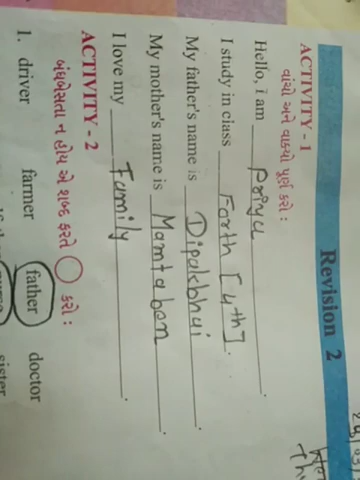 Revision 2
ACTIVITY - 1
વાંચો અને વાક્યો પૂર્ણ કરો :
Hello, i am Priya.
I study in class Forth [4th].
My father's name is Dipakbhai.
My mother's name is Mamtaben.
I love my Family.
ACTIVITY - 2
બંધબેસતા ન હોય એ શબ્દ ફરતે ◯ કરો :
1. driver farmer father doctor
sister